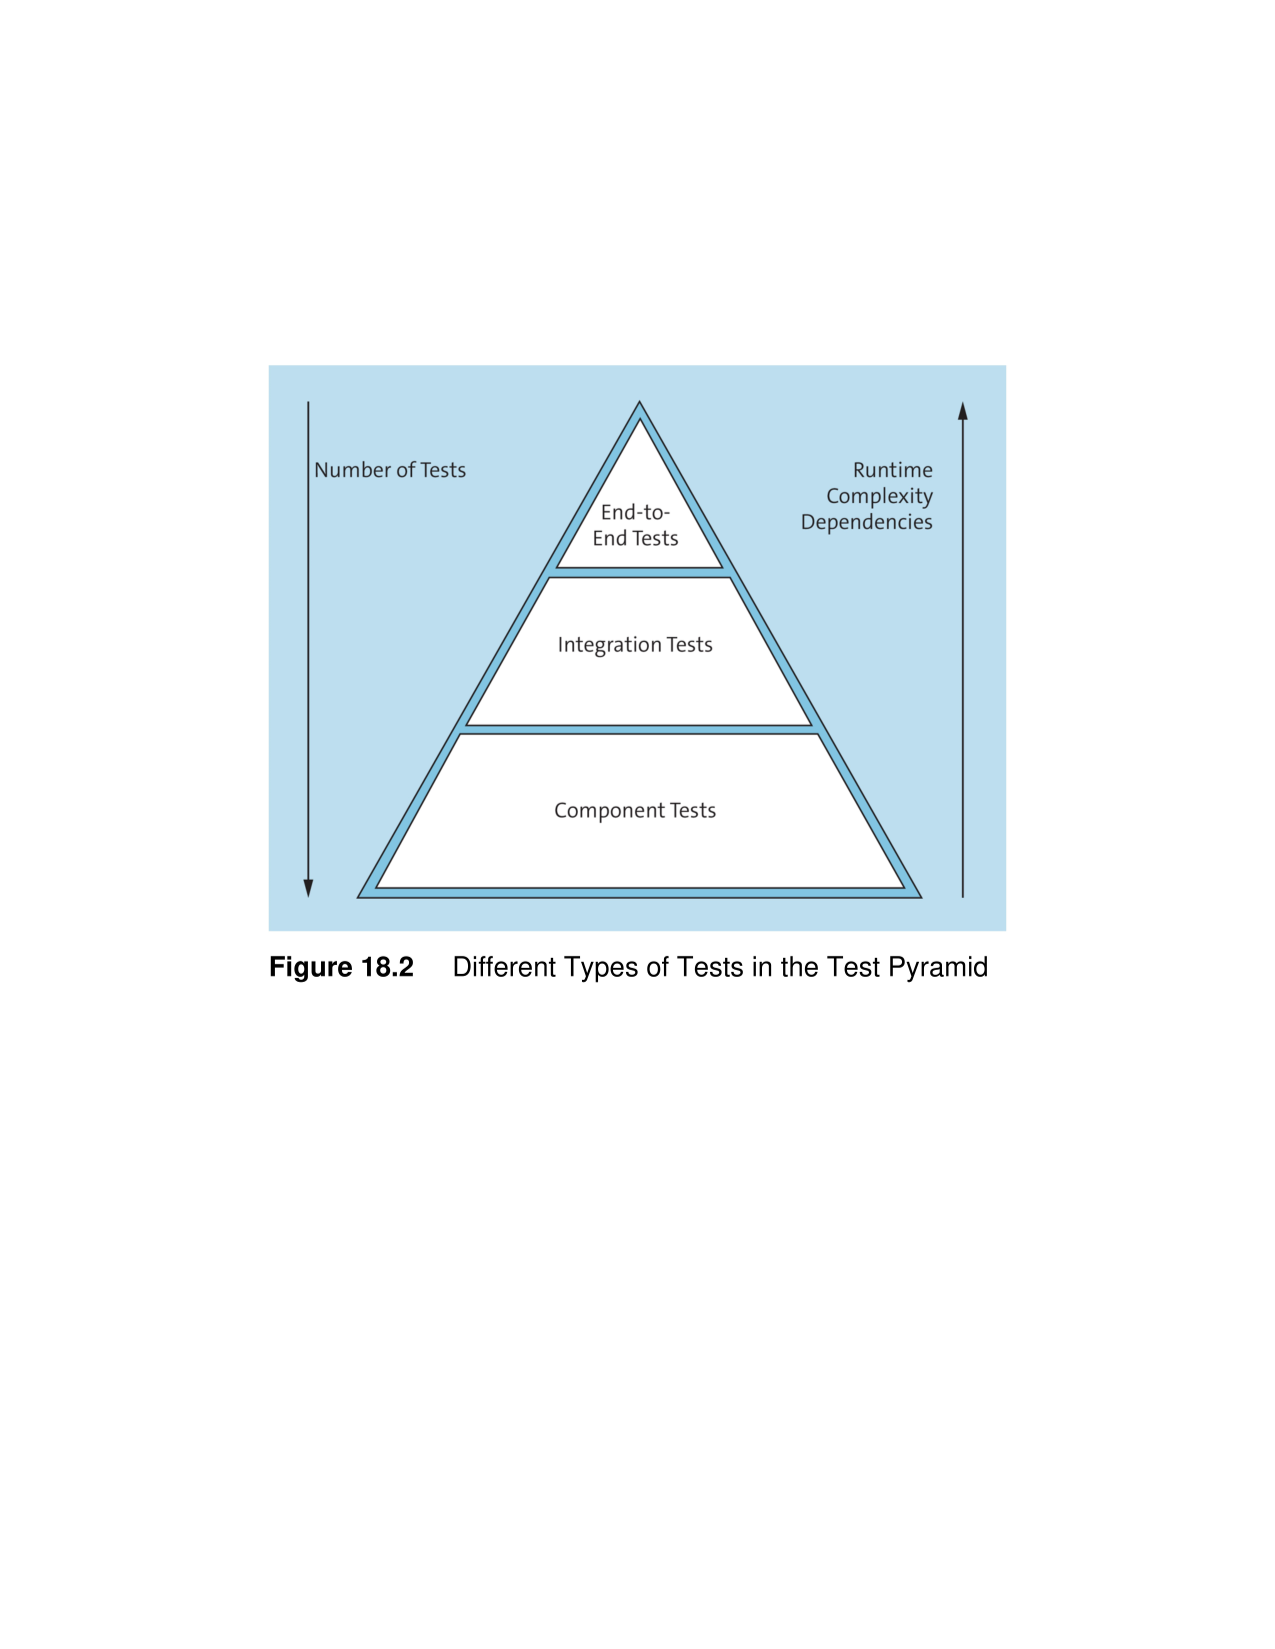 Number of Tests
Runtime
Complexity
Dependencies
End-to-
End Tests
Integration Tests
Component Tests
Figure 18.2 Different Types of Tests in the Test Pyramid